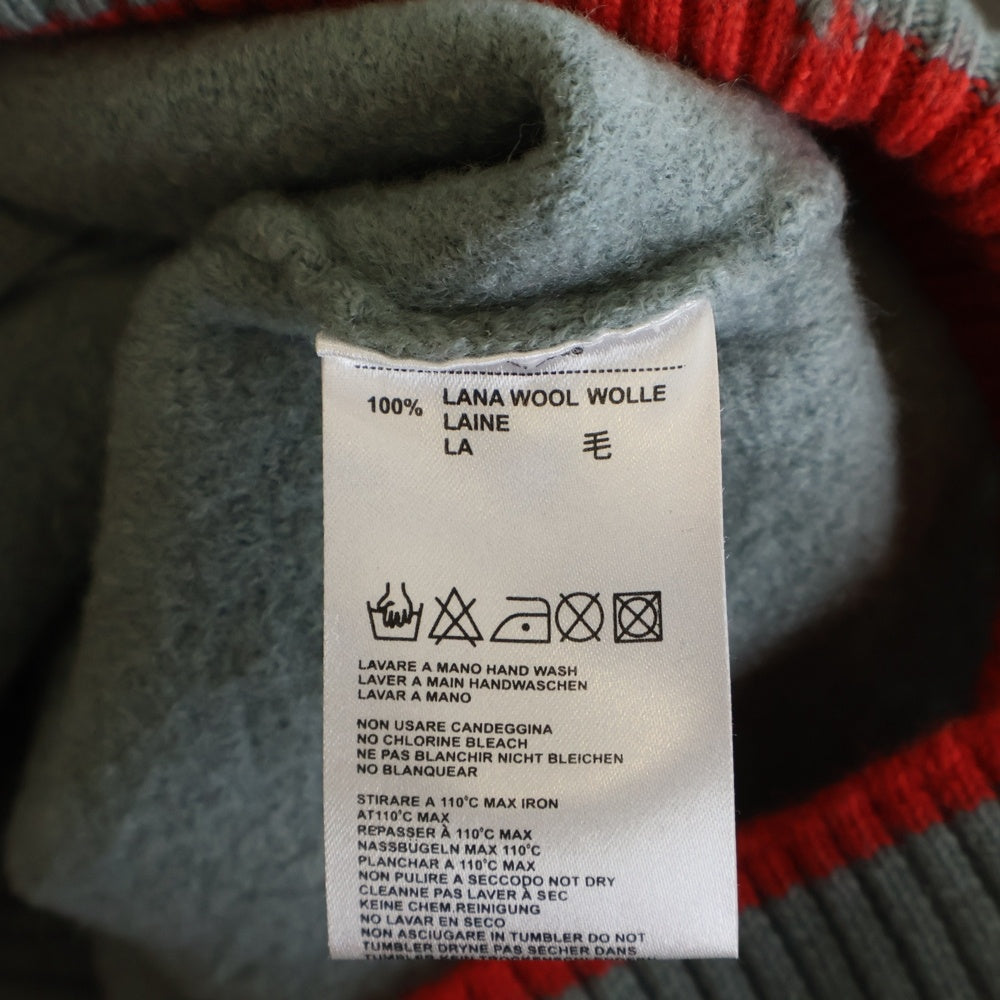 100% LANA WOOL WOLLE
LAINE
LA 毛
LAVARE A MANO HAND WASH
LAVER A MAIN HANDWASCHEN
LAVAR A MANO
NON USARE CANDEGGINA
NO CHLORINE BLEACH
NE PAS BLANCHIR NICHT BLEICHEN
NO BLANQUEAR
STIRARE A 110°C MAX IRON
AT110°C MAX
REPASSER À 110°C MAX
NASSBÜGELN MAX 110°C
PLANCHAR A 110°C MAX
NON PULIRE A SECCODO NOT DRY
CLEANNE PAS LAVER À SEC
KEINE CHEM.REINIGUNG
NO LAVAR EN SECO
NON ASCIUGARE IN TUMBLER DO NOT
TUMBLER DRYNE PAS SÉCHER DANS